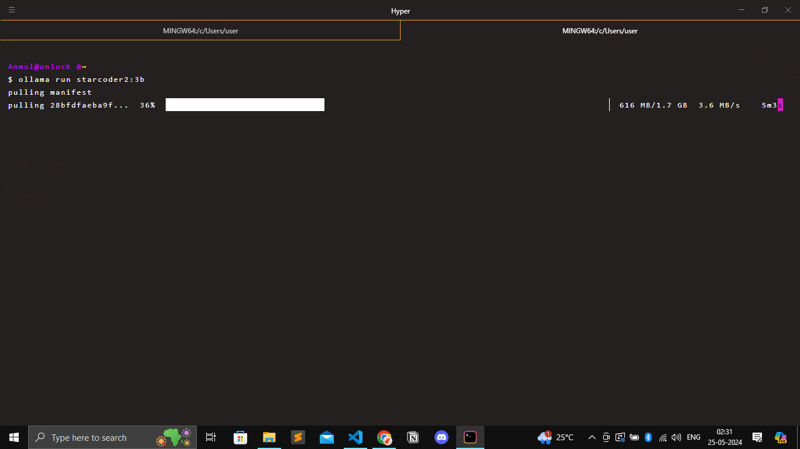 Hyper
MINGW64:/c/Users/user
MINGW64:/c/Users/user
Anmol@unlock @~
$ ollama run starcoder2:3b
pulling manifest
pulling 28bfdfaeba9f... 36% 616 MB/1.7 GB 3.6 MB/s 5m3s
Type here to search
25°C
ENG
02:31
25-05-2024